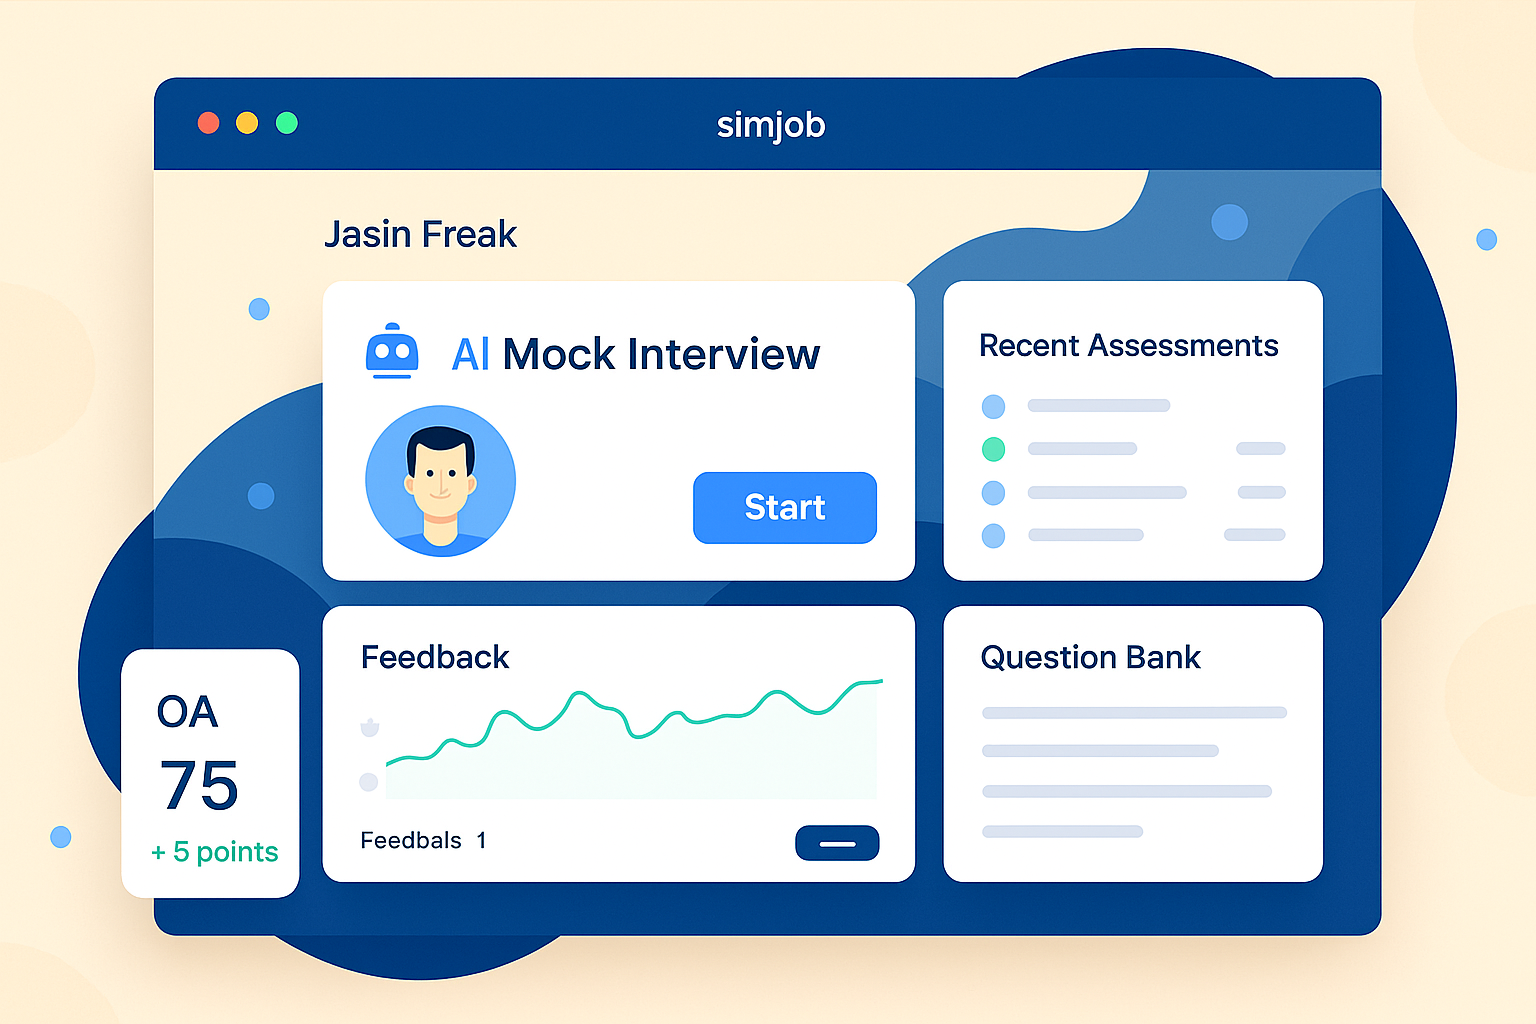 simjob
Jasin Freak
AI Mock Interview
Start
Recent Assessments
Feedback
Feedbals 1
Question Bank
OA
75
+ 5 points